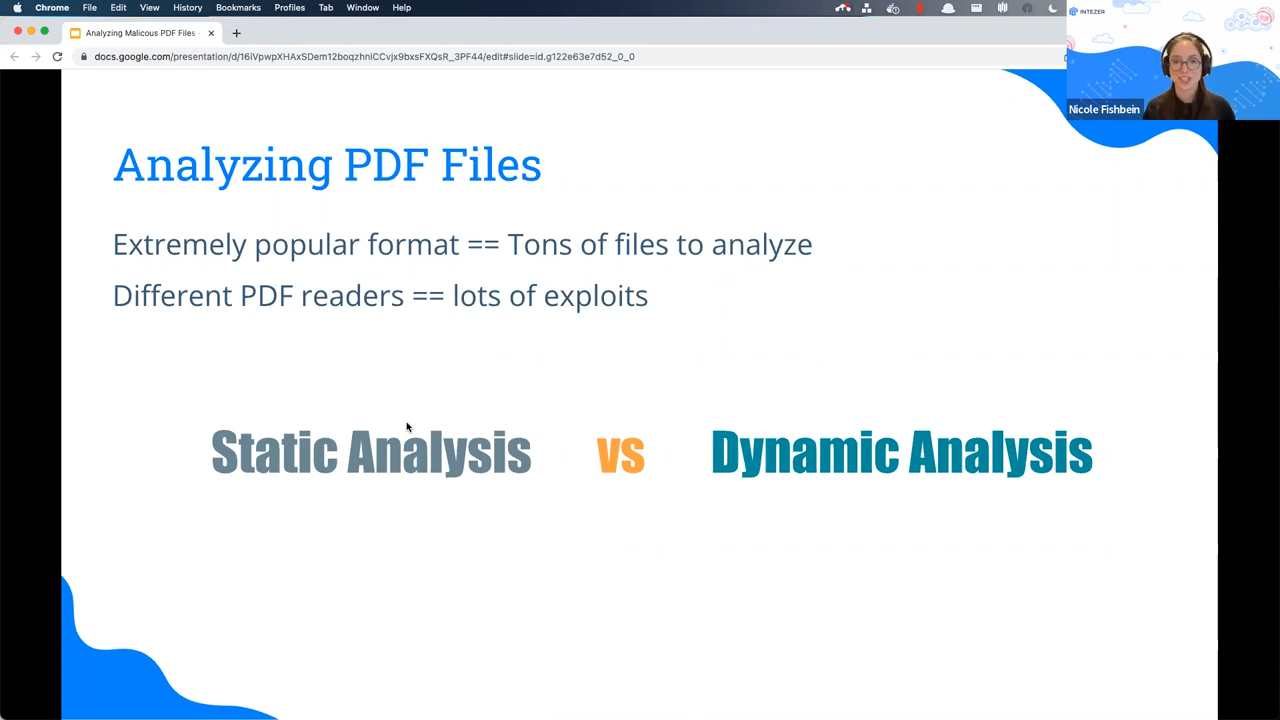 Chrome File Edit View History Bookmarks Profiles Tab Window Help
Analyzing Malicous PDF Files -
docs.google.com/presentation/d/16iVpwpXHAxSDem12boqzhniCCvjx9bxsFXQsR_3PF44/edit#slide=id.g122e63e7d52_0_0
INTEZER
Nicole Fishbein
Analyzing PDF Files
Extremely popular format == Tons of files to analyze
Different PDF readers == lots of exploits
Static Analysis vs Dynamic Analysis